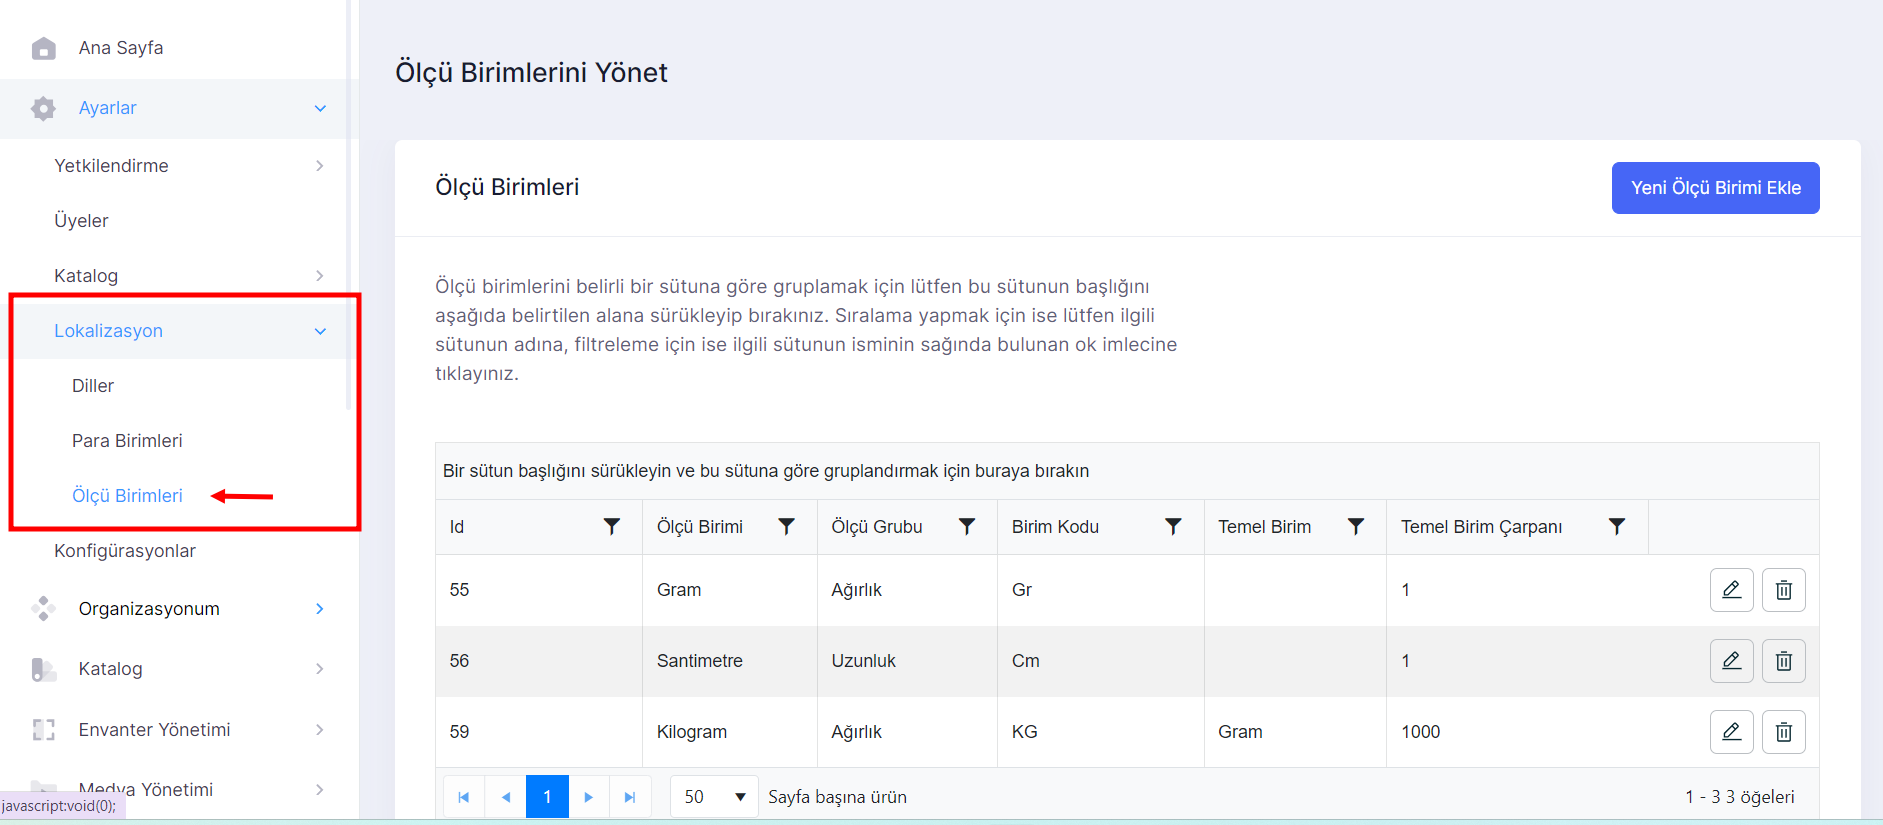 Ana Sayfa
Ayarlar
Yetkilendirme
Üyeler
Katalog
Lokalizasyon
Diller
Para Birimleri
Ölçü Birimleri
Konfigürasyonlar
Organizasyonum
Katalog
Envanter Yönetimi
Medya Yönetimi
javascript:void(0);
Ölçü Birimlerini Yönet
Ölçü Birimleri
Yeni Ölçü Birimi Ekle
Ölçü birimlerini belirli bir sütuna göre gruplamak için lütfen bu sütunun başlığını
aşağıda belirtilen alana sürükleyip bırakınız. Sıralama yapmak için ise lütfen ilgili
sütunun adına, filtreleme için ise ilgili sütunun isminin sağında bulunan ok imlecine
tıklayınız.
Bir sütun başlığını sürükleyin ve bu sütuna göre gruplandırmak için buraya bırakın
Id Ölçü Birimi Ölçü Grubu Birim Kodu Temel Birim Temel Birim Çarpanı
55 Gram Ağırlık Gr 1
56 Santimetre Uzunluk Cm 1
59 Kilogram Ağırlık KG Gram 1000
1 50 Sayfa başına ürün 1 - 3 3 öğeleri